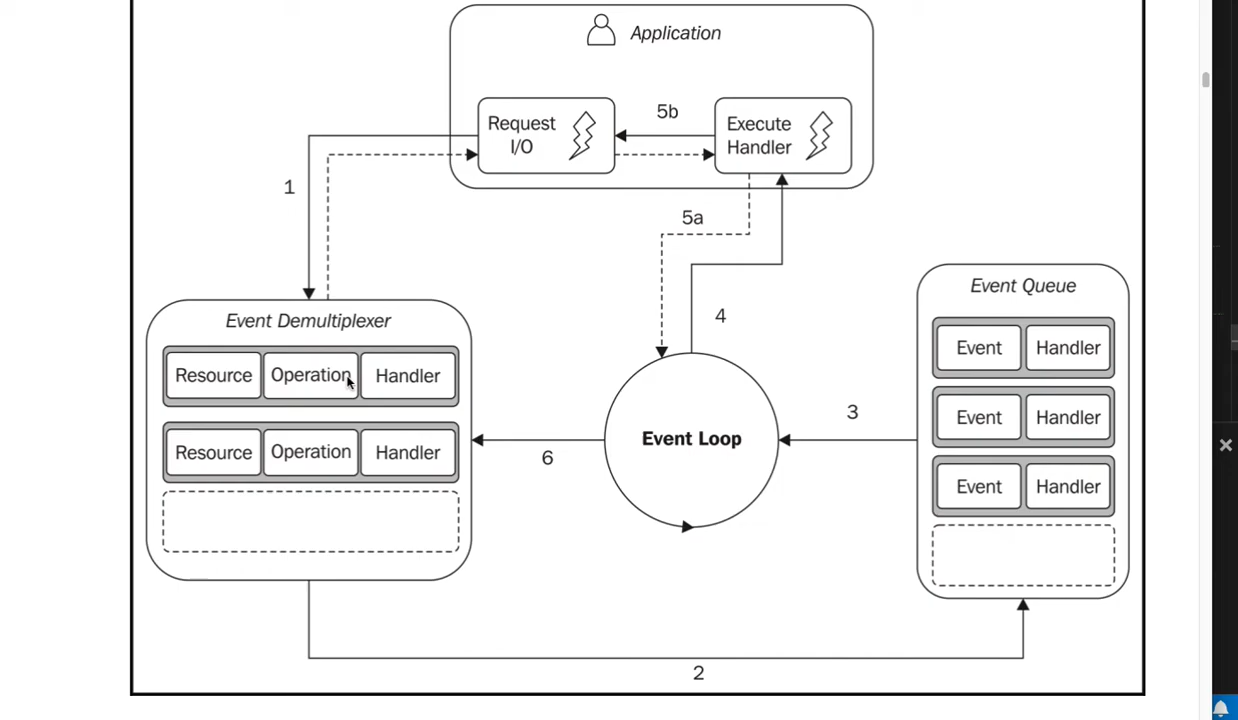 Application
Request
I/O
5b
Execute
Handler
1
5a
4
Event Demultiplexer
Resource Operation Handler
Resource Operation Handler
6
Event Loop
3
Event Queue
Event Handler
Event Handler
Event Handler
2